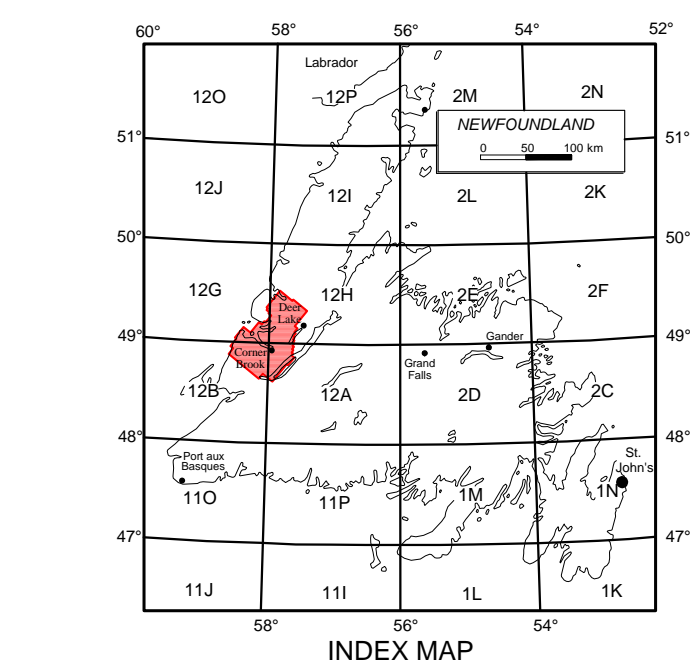 60°
58°
56°
54°
52°
Labrador
12O
12P
2M
2N
NEWFOUNDLAND
0 50 100 km
51°
51°
12J
12I
2L
2K
50°
50°
12G
12H
2E
2F
Deer
Lake
49°
49°
Gander
Corner
Brook
Grand
Falls
12B
12A
2D
2C
48°
48°
Port aux
Basques
St.
John's
11O
11P
1M
1N
47°
47°
11J
11I
1L
1K
58°
56°
54°
INDEX MAP